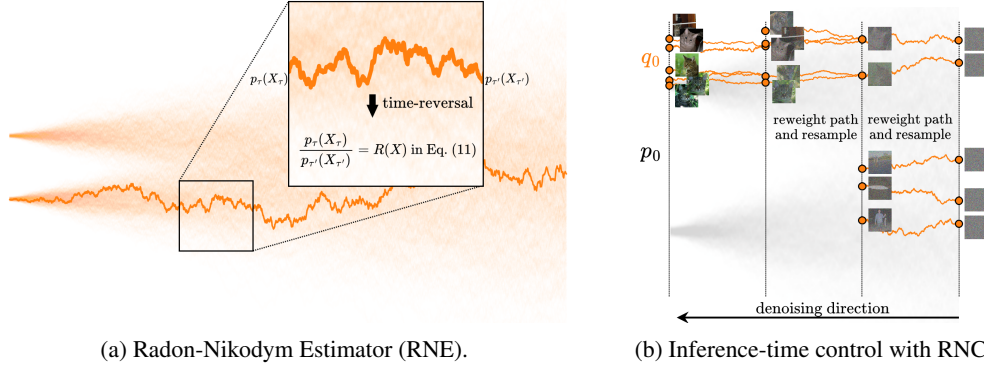 p_τ(X_τ)
p_τ′(X_τ′)
time-reversal
p_τ(X_τ) / p_τ′(X_τ′) = R(X) in Eq. (11)
(a) Radon-Nikodym Estimator (RNE).
q_0
p_0
reweight path
and resample
reweight path
and resample
denoising direction
(b) Inference-time control with RNC